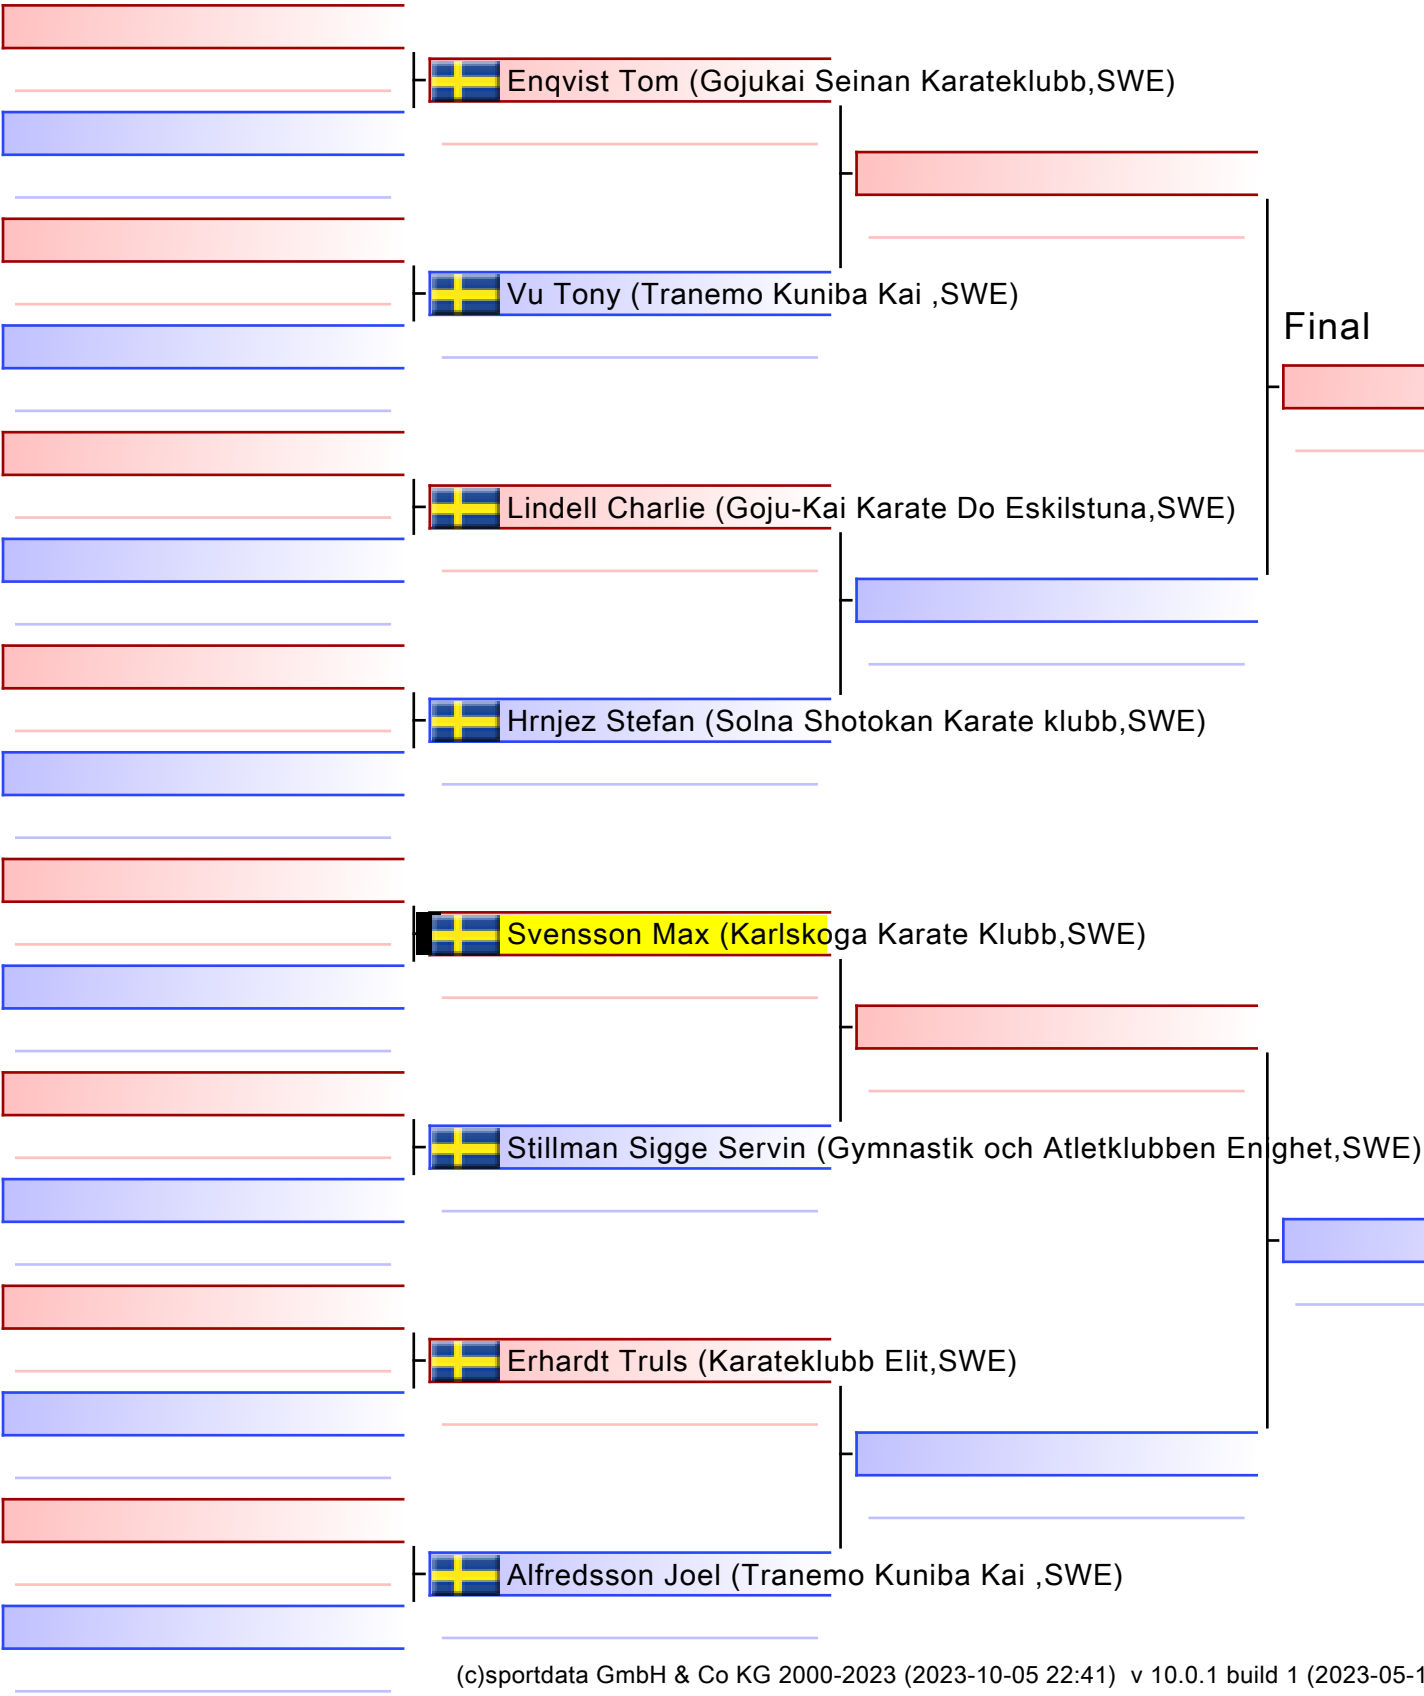 Enqvist Tom (Gojukai Seinan Karateklubb,SWE)
Vu Tony (Tranemo Kuniba Kai ,SWE)
Final
Lindell Charlie (Goju-Kai Karate Do Eskilstuna,SWE)
Hrnjez Stefan (Solna Shotokan Karate klubb,SWE)
Svensson Max (Karlskoga Karate Klubb,SWE)
Stillman Sigge Servin (Gymnastik och Atletklubben Enighet,SWE)
Erhardt Truls (Karateklubb Elit,SWE)
Alfredsson Joel (Tranemo Kuniba Kai ,SWE)
(c)sportdata GmbH & Co KG 2000-2023 (2023-10-05 22:41) v 10.0.1 build 1 (2023-05-1